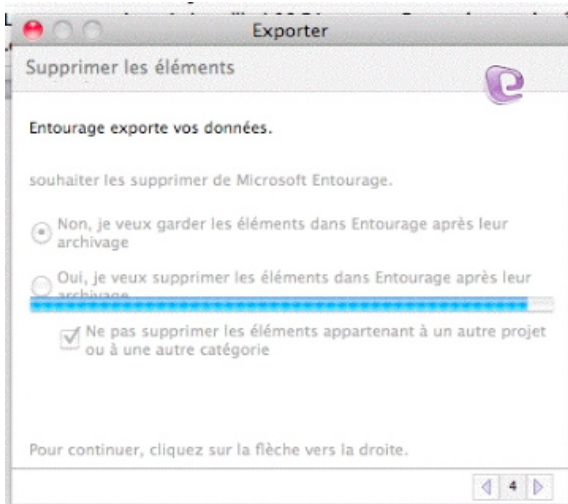 Exporter
Supprimer les éléments
Entourage exporte vos données.
souhaiter les supprimer de Microsoft Entourage.
Non, je veux garder les éléments dans Entourage après leur
archivage
Oui, je veux supprimer les éléments dans Entourage après leur
archivage
Ne pas supprimer les éléments appartenant à un autre projet
ou à une autre catégorie
Pour continuer, cliquez sur la flèche vers la droite.
4